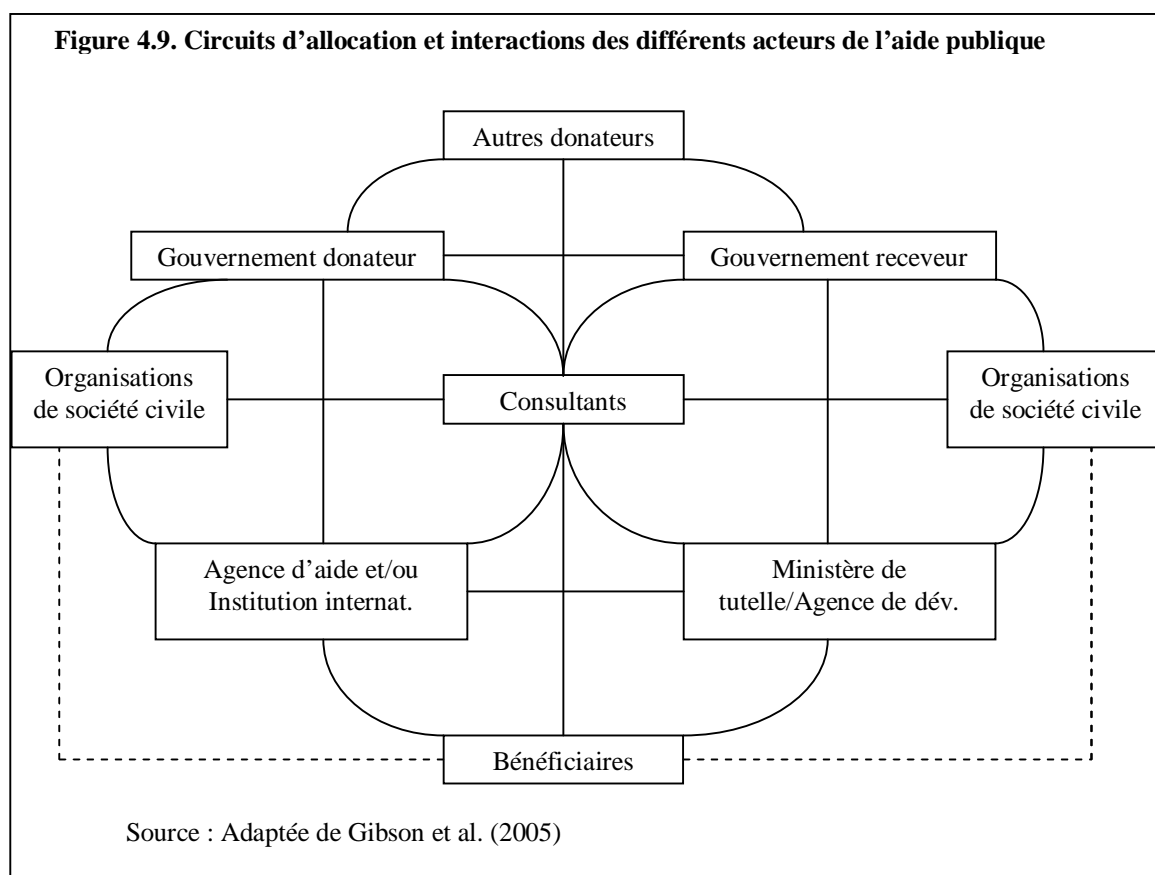 Figure 4.9. Circuits d’allocation et interactions des différents acteurs de l’aide publique
Autres donateurs
Gouvernement donateur
Gouvernement receveur
Organisations
de société civile
Consultants
Organisations
de société civile
Agence d’aide et/ou
Institution internat.
Ministère de
tutelle/Agence de dév.
Bénéficiaires
Source : Adaptée de Gibson et al. (2005)